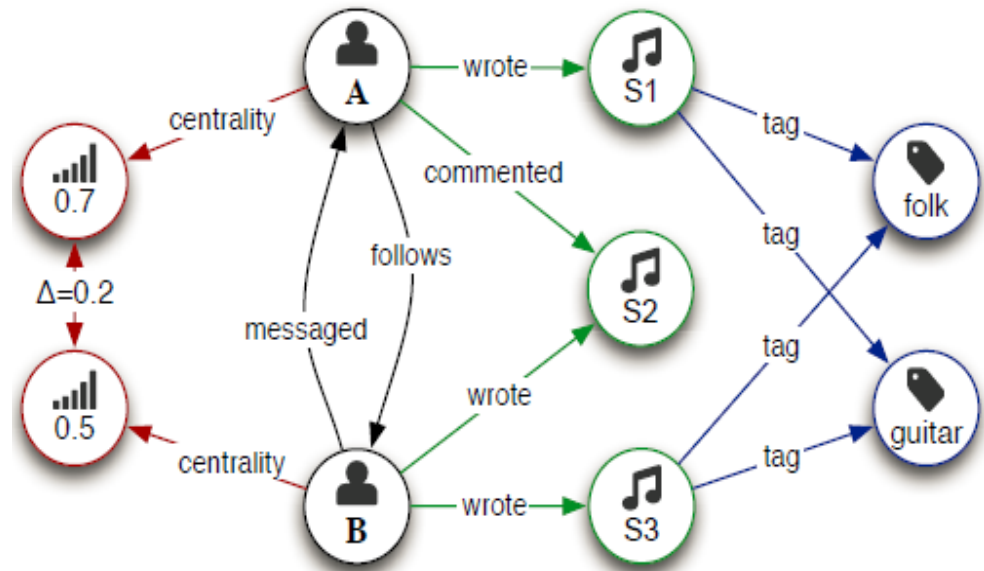 A
wrote
S1
centrality
tag
0.7
commented
folk
tag
follows
S2
Δ=0.2
messaged
tag
wrote
0.5
guitar
centrality
tag
B
wrote
S3